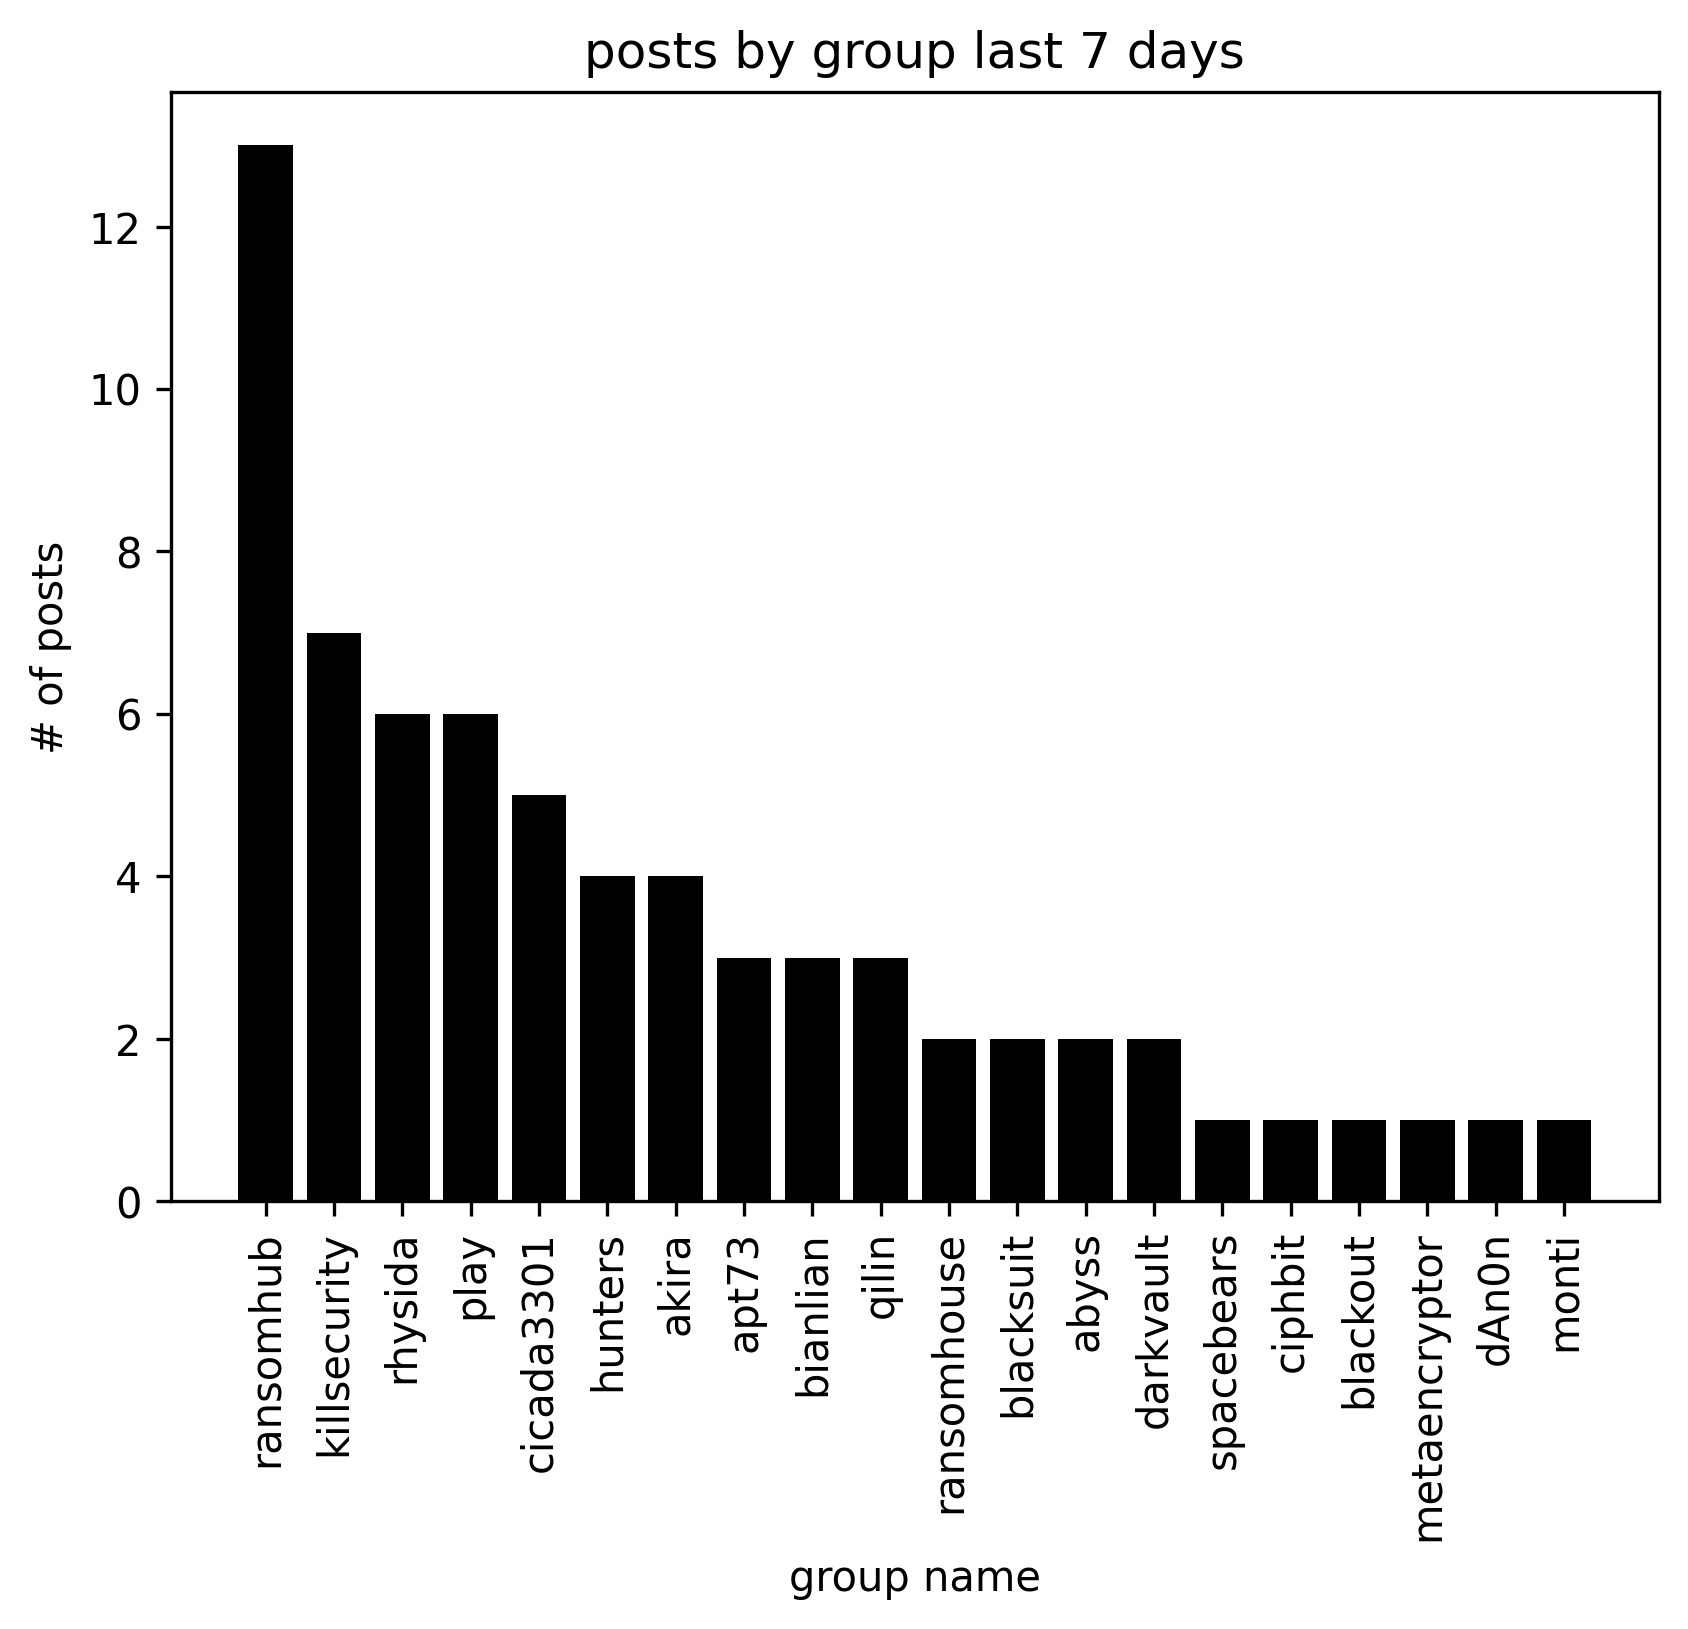 posts by group last 7 days
# of posts
12
10
8
6
4
2
0
ransomhub
killsecurity
rhysida
play
cicada3301
hunters
akira
apt73
bianlian
qilin
ransomhouse
blacksuit
abyss
darkvault
spacebears
ciphbit
blackout
metaencryptor
dAn0n
monti
group name